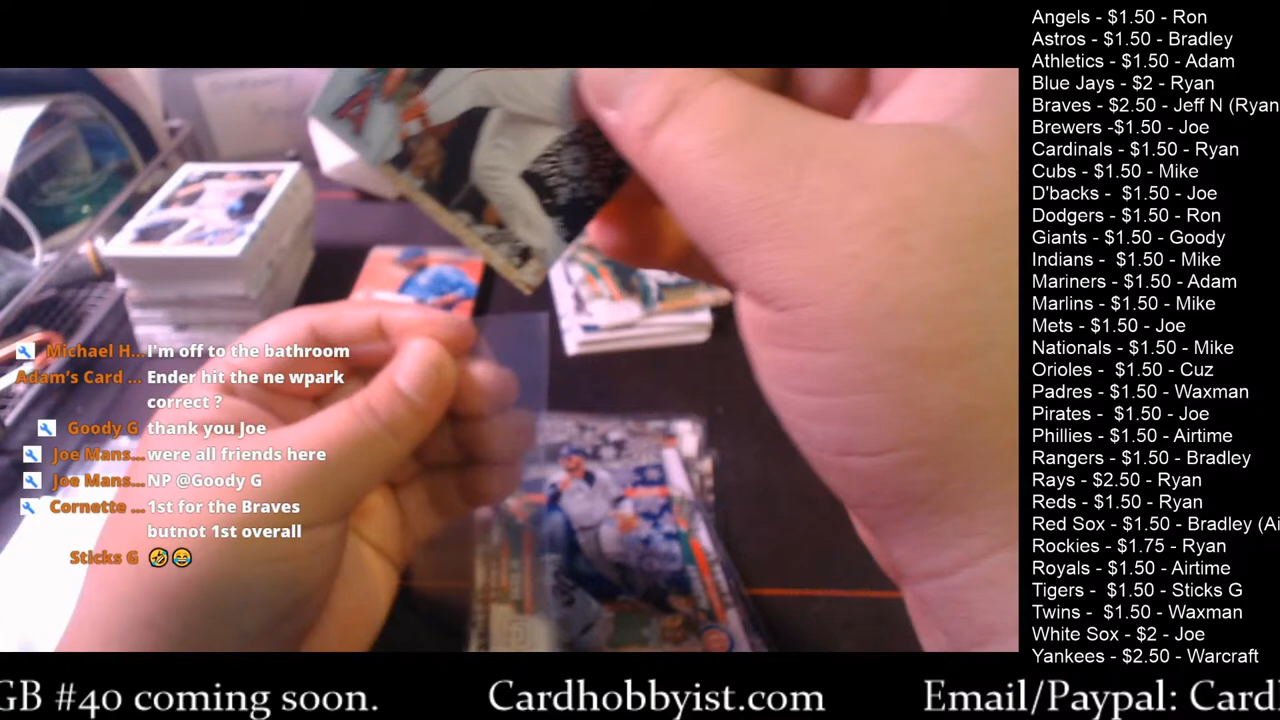 Michael H... I'm off to the bathroom
Adam's Card ... Ender hit the ne wpark
correct ?
Goody G thank you Joe
Joe Mans... were all friends here
Joe Mans... NP @Goody G
Cornette ... 1st for the Braves
butnot 1st overall
Sticks G 🤣😂
Angels - $1.50 - Ron
Astros - $1.50 - Bradley
Athletics - $1.50 - Adam
Blue Jays - $2 - Ryan
Braves - $2.50 - Jeff N (Ryan
Brewers -$1.50 - Joe
Cardinals - $1.50 - Ryan
Cubs - $1.50 - Mike
D'backs - $1.50 - Joe
Dodgers - $1.50 - Ron
Giants - $1.50 - Goody
Indians - $1.50 - Mike
Mariners - $1.50 - Adam
Marlins - $1.50 - Mike
Mets - $1.50 - Joe
Nationals - $1.50 - Mike
Orioles - $1.50 - Cuz
Padres - $1.50 - Waxman
Pirates - $1.50 - Joe
Phillies - $1.50 - Airtime
Rangers - $1.50 - Bradley
Rays - $2.50 - Ryan
Reds - $1.50 - Ryan
Red Sox - $1.50 - Bradley (Ai
Rockies - $1.75 - Ryan
Royals - $1.50 - Airtime
Tigers - $1.50 - Sticks G
Twins - $1.50 - Waxman
White Sox - $2 - Joe
Yankees - $2.50 - Warcraft
GB #40 coming soon. Cardhobbyist.com Email/Paypal: Cardl